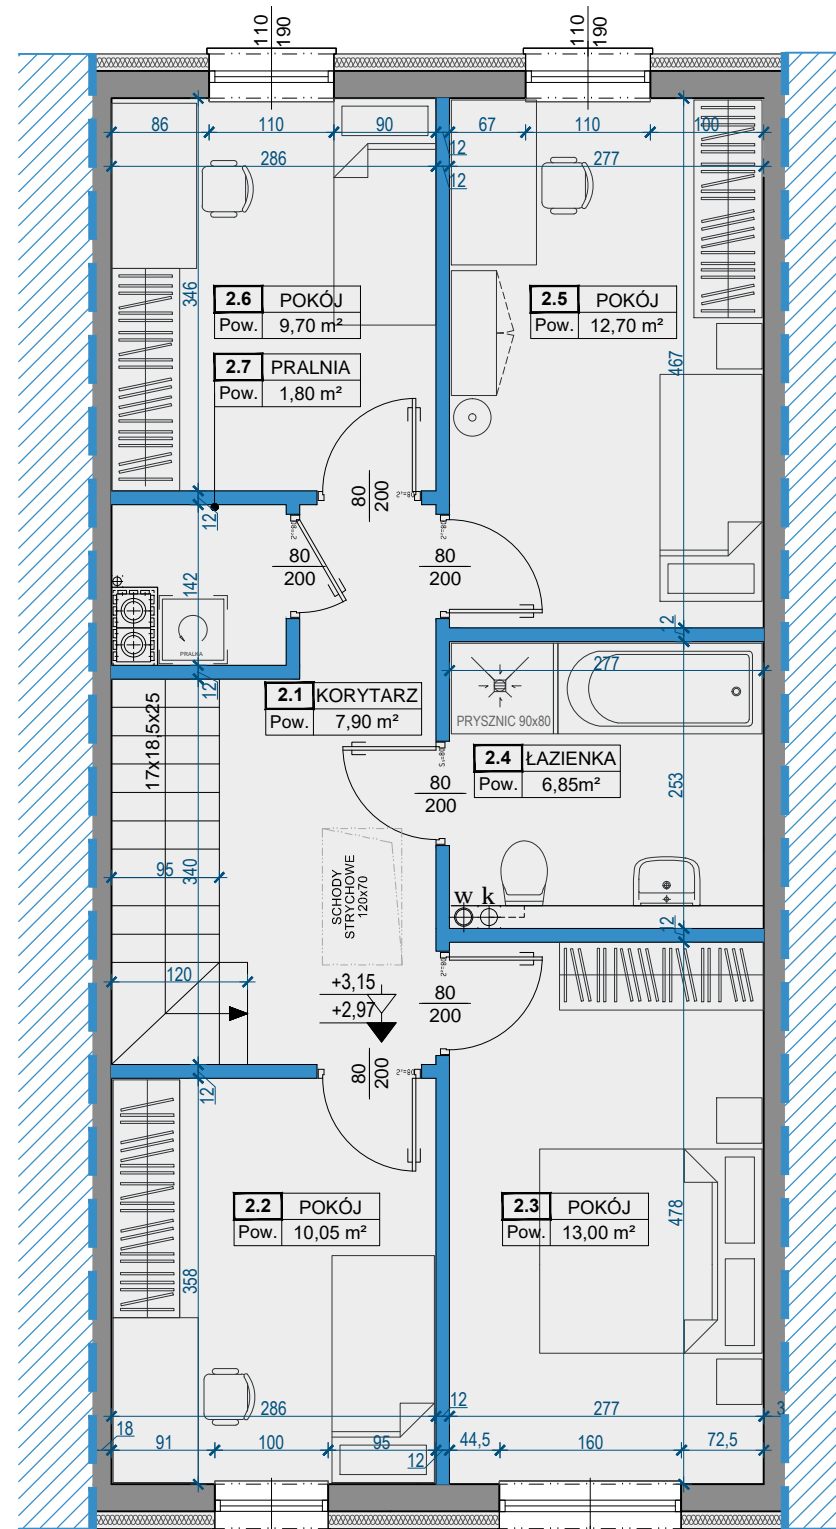 110
190
110
190
86
110
90
12
67
110
100
286
12
277
346
2.6 POKÓJ
Pow. 9,70 m²
2.5 POKÓJ
Pow. 12,70 m²
2.7 PRALNIA
Pow. 1,80 m²
467
80
200
12
80
200
80
200
142
PRALKA
12
12
277
2.1 KORYTARZ
Pow. 7,90 m²
17x18,5x25
PRYSZNIC 90x80
2.4 ŁAZIENKA
Pow. 6,85m²
80
200
253
95
340
SCHODY
STRYCHOWE
120x70
w k
12
120
+3,15
+2,97
80
200
80
200
12
2.2 POKÓJ
Pow. 10,05 m²
2.3 POKÓJ
Pow. 13,00 m²
478
358
286
12
277
3
18
91
100
95
12
44,5
160
72,5